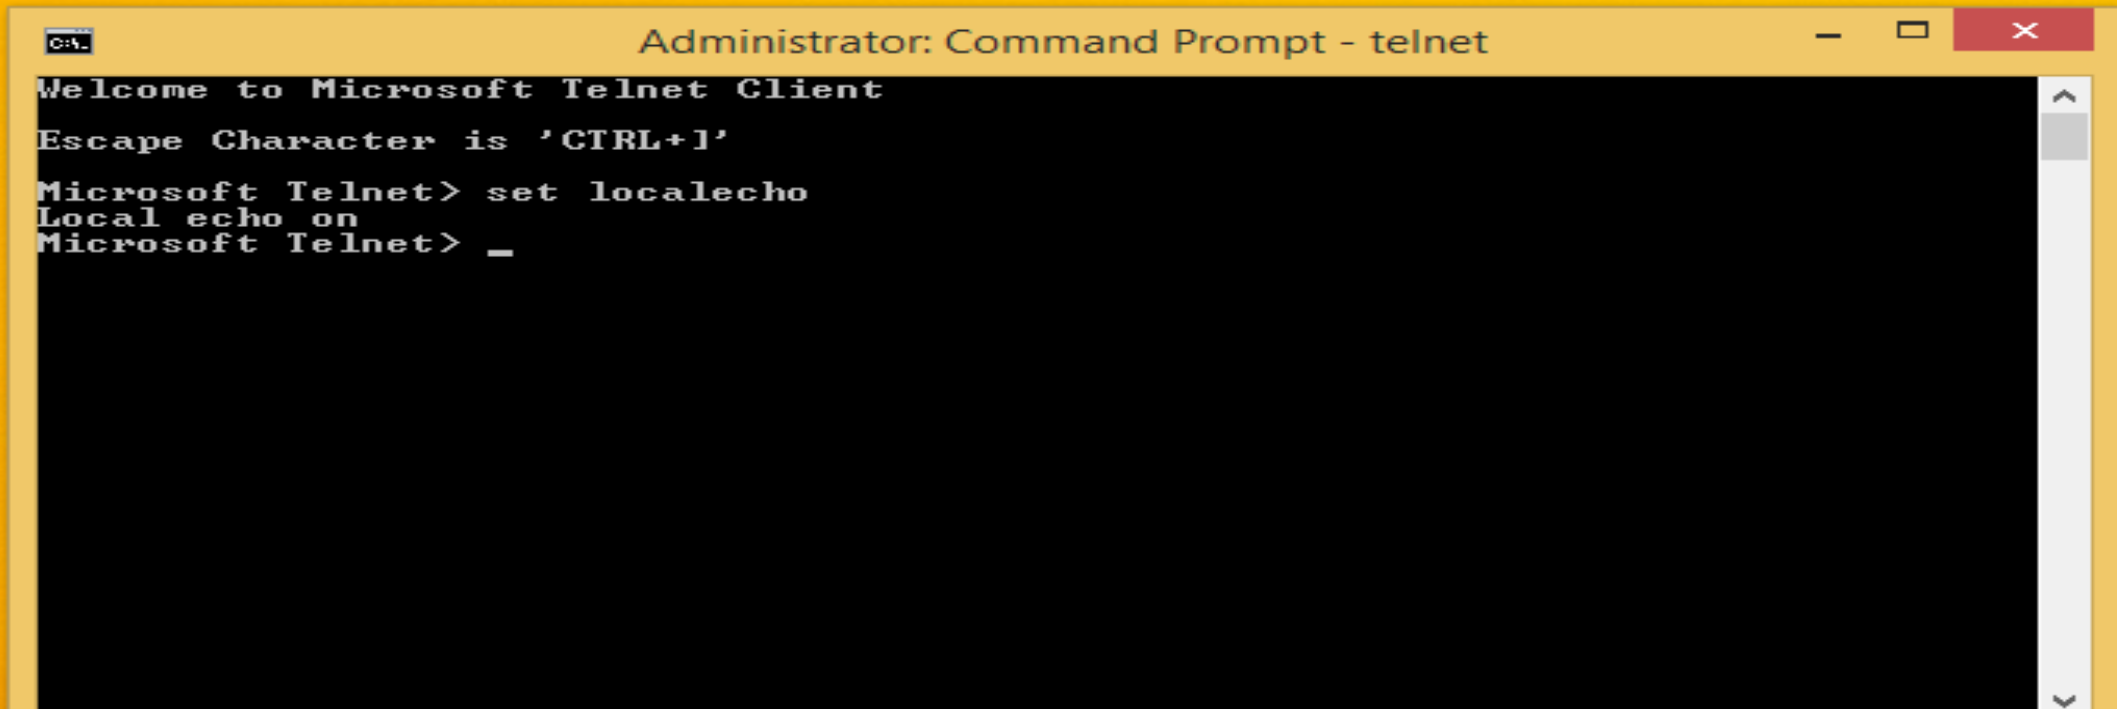 C:\.
Administrator: Command Prompt - telnet
Welcome to Microsoft Telnet Client
Escape Character is 'CTRL+]'
Microsoft Telnet> set localecho
Local echo on
Microsoft Telnet> _